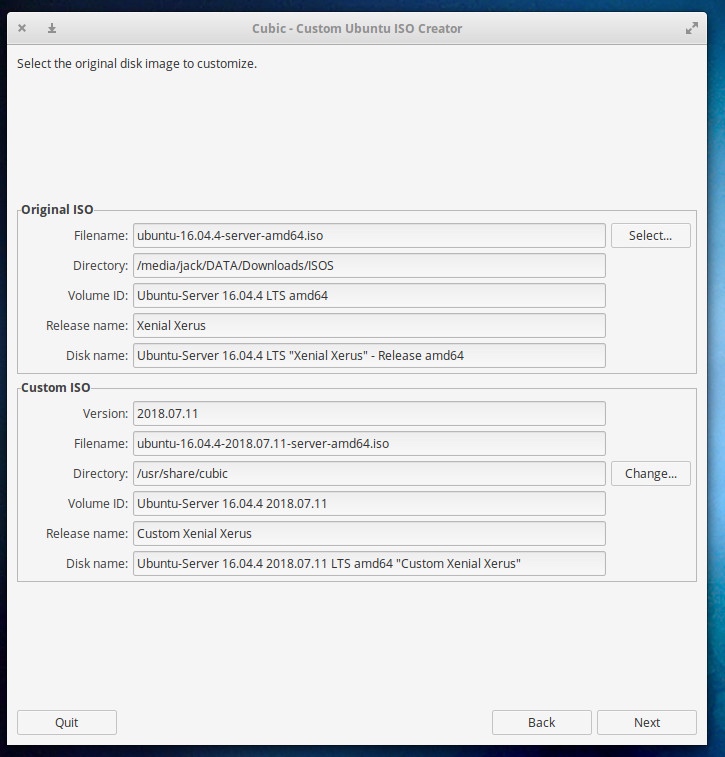 Cubic - Custom Ubuntu ISO Creator
Select the original disk image to customize.
Original ISO
Filename: ubuntu-16.04.4-server-amd64.iso Select...
Directory: /media/jack/DATA/Downloads/ISOS
Volume ID: Ubuntu-Server 16.04.4 LTS amd64
Release name: Xenial Xerus
Disk name: Ubuntu-Server 16.04.4 LTS "Xenial Xerus" - Release amd64
Custom ISO
Version: 2018.07.11
Filename: ubuntu-16.04.4-2018.07.11-server-amd64.iso
Directory: /usr/share/cubic Change...
Volume ID: Ubuntu-Server 16.04.4 2018.07.11
Release name: Custom Xenial Xerus
Disk name: Ubuntu-Server 16.04.4 2018.07.11 LTS amd64 "Custom Xenial Xerus"
Quit Back Next